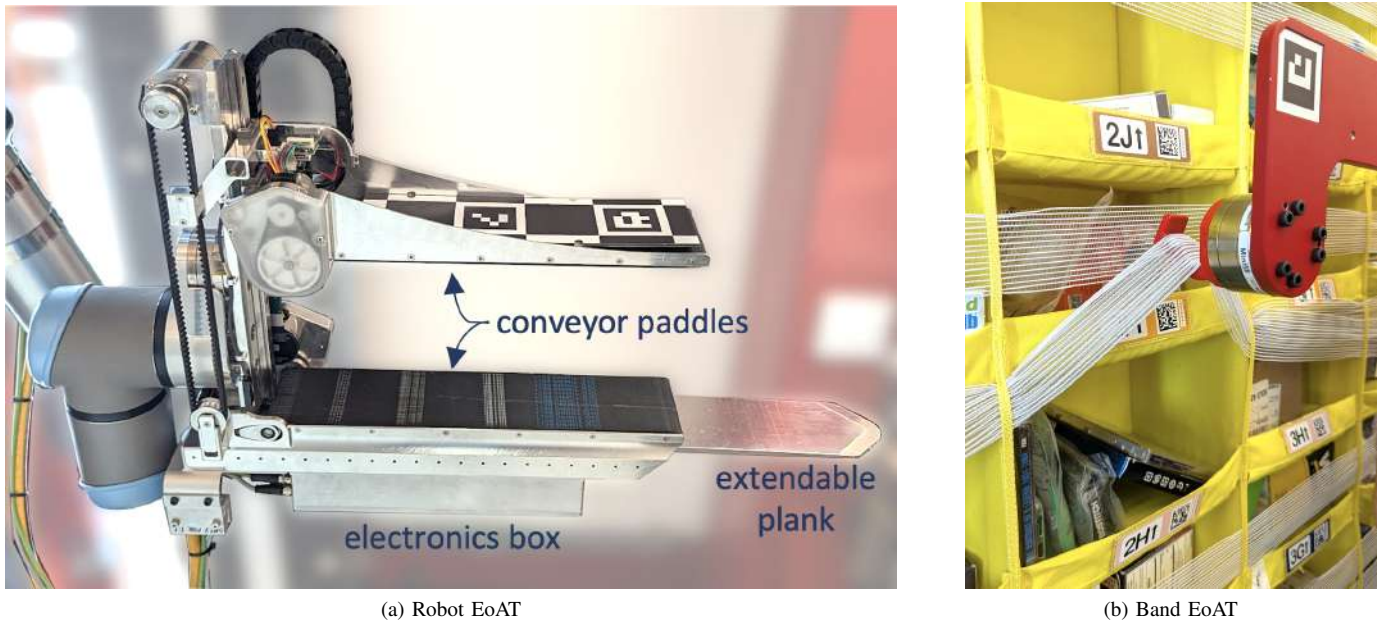 conveyor paddles
extendable
plank
electronics box
(a) Robot EoAT
2J↑
3H↑
2H↑
3G↑
(b) Band EoAT